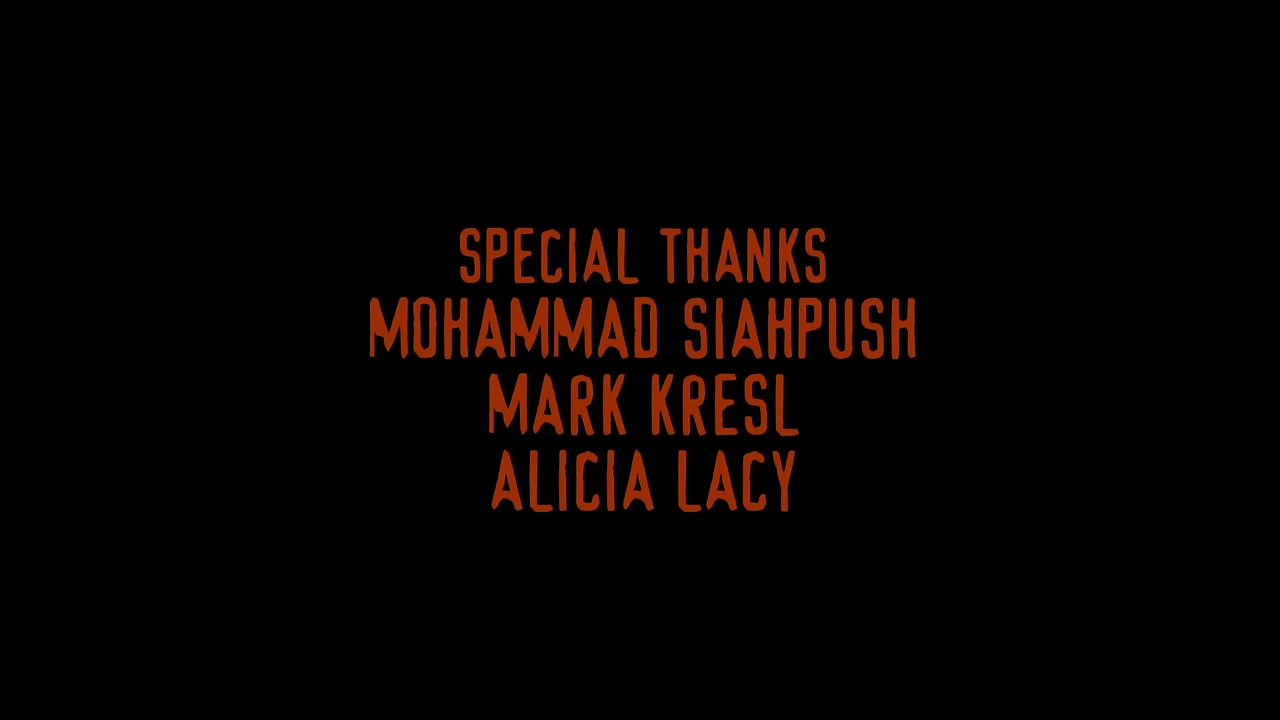 SPECIAL THANKS
MOHAMMAD SIAHPUSH
MARK KRESL
ALICIA LACY